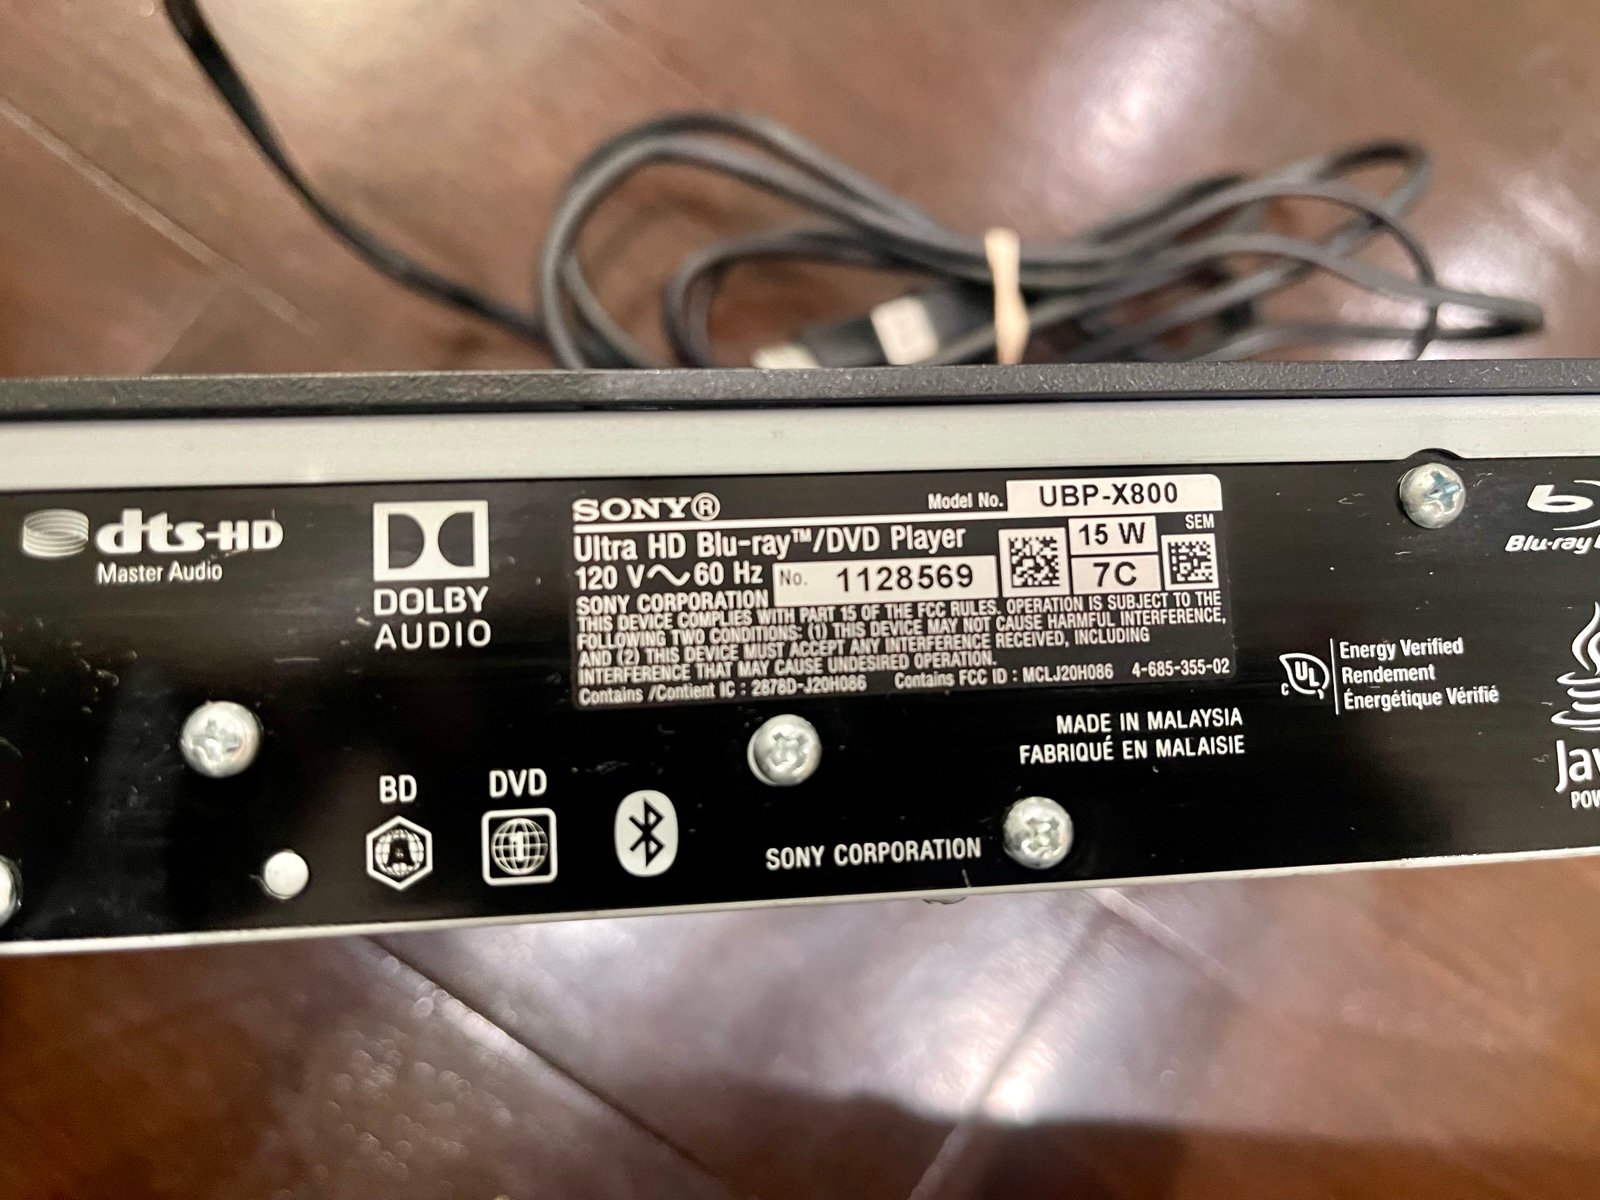 dts-HD
Master Audio
DOLBY
AUDIO
SONY®
Model No. UBP-X800
Ultra HD Blu-ray™/DVD Player
120 V～60 Hz
No. 1128569
15 W
7C
SEM
SONY CORPORATION
THIS DEVICE COMPLIES WITH PART 15 OF THE FCC RULES. OPERATION IS SUBJECT TO THE
FOLLOWING TWO CONDITIONS: (1) THIS DEVICE MAY NOT CAUSE HARMFUL INTERFERENCE,
AND (2) THIS DEVICE MUST ACCEPT ANY INTERFERENCE RECEIVED, INCLUDING
INTERFERENCE THAT MAY CAUSE UNDESIRED OPERATION.
Contains /Contient IC : 2878D-J20H086 Contains FCC ID : MCLJ20H086 4-685-355-02
MADE IN MALAYSIA
FABRIQUÉ EN MALAISIE
C UL
Energy Verified
Rendement
Énergétique Vérifié
Blu-ray
BD
A
DVD
1
SONY CORPORATION